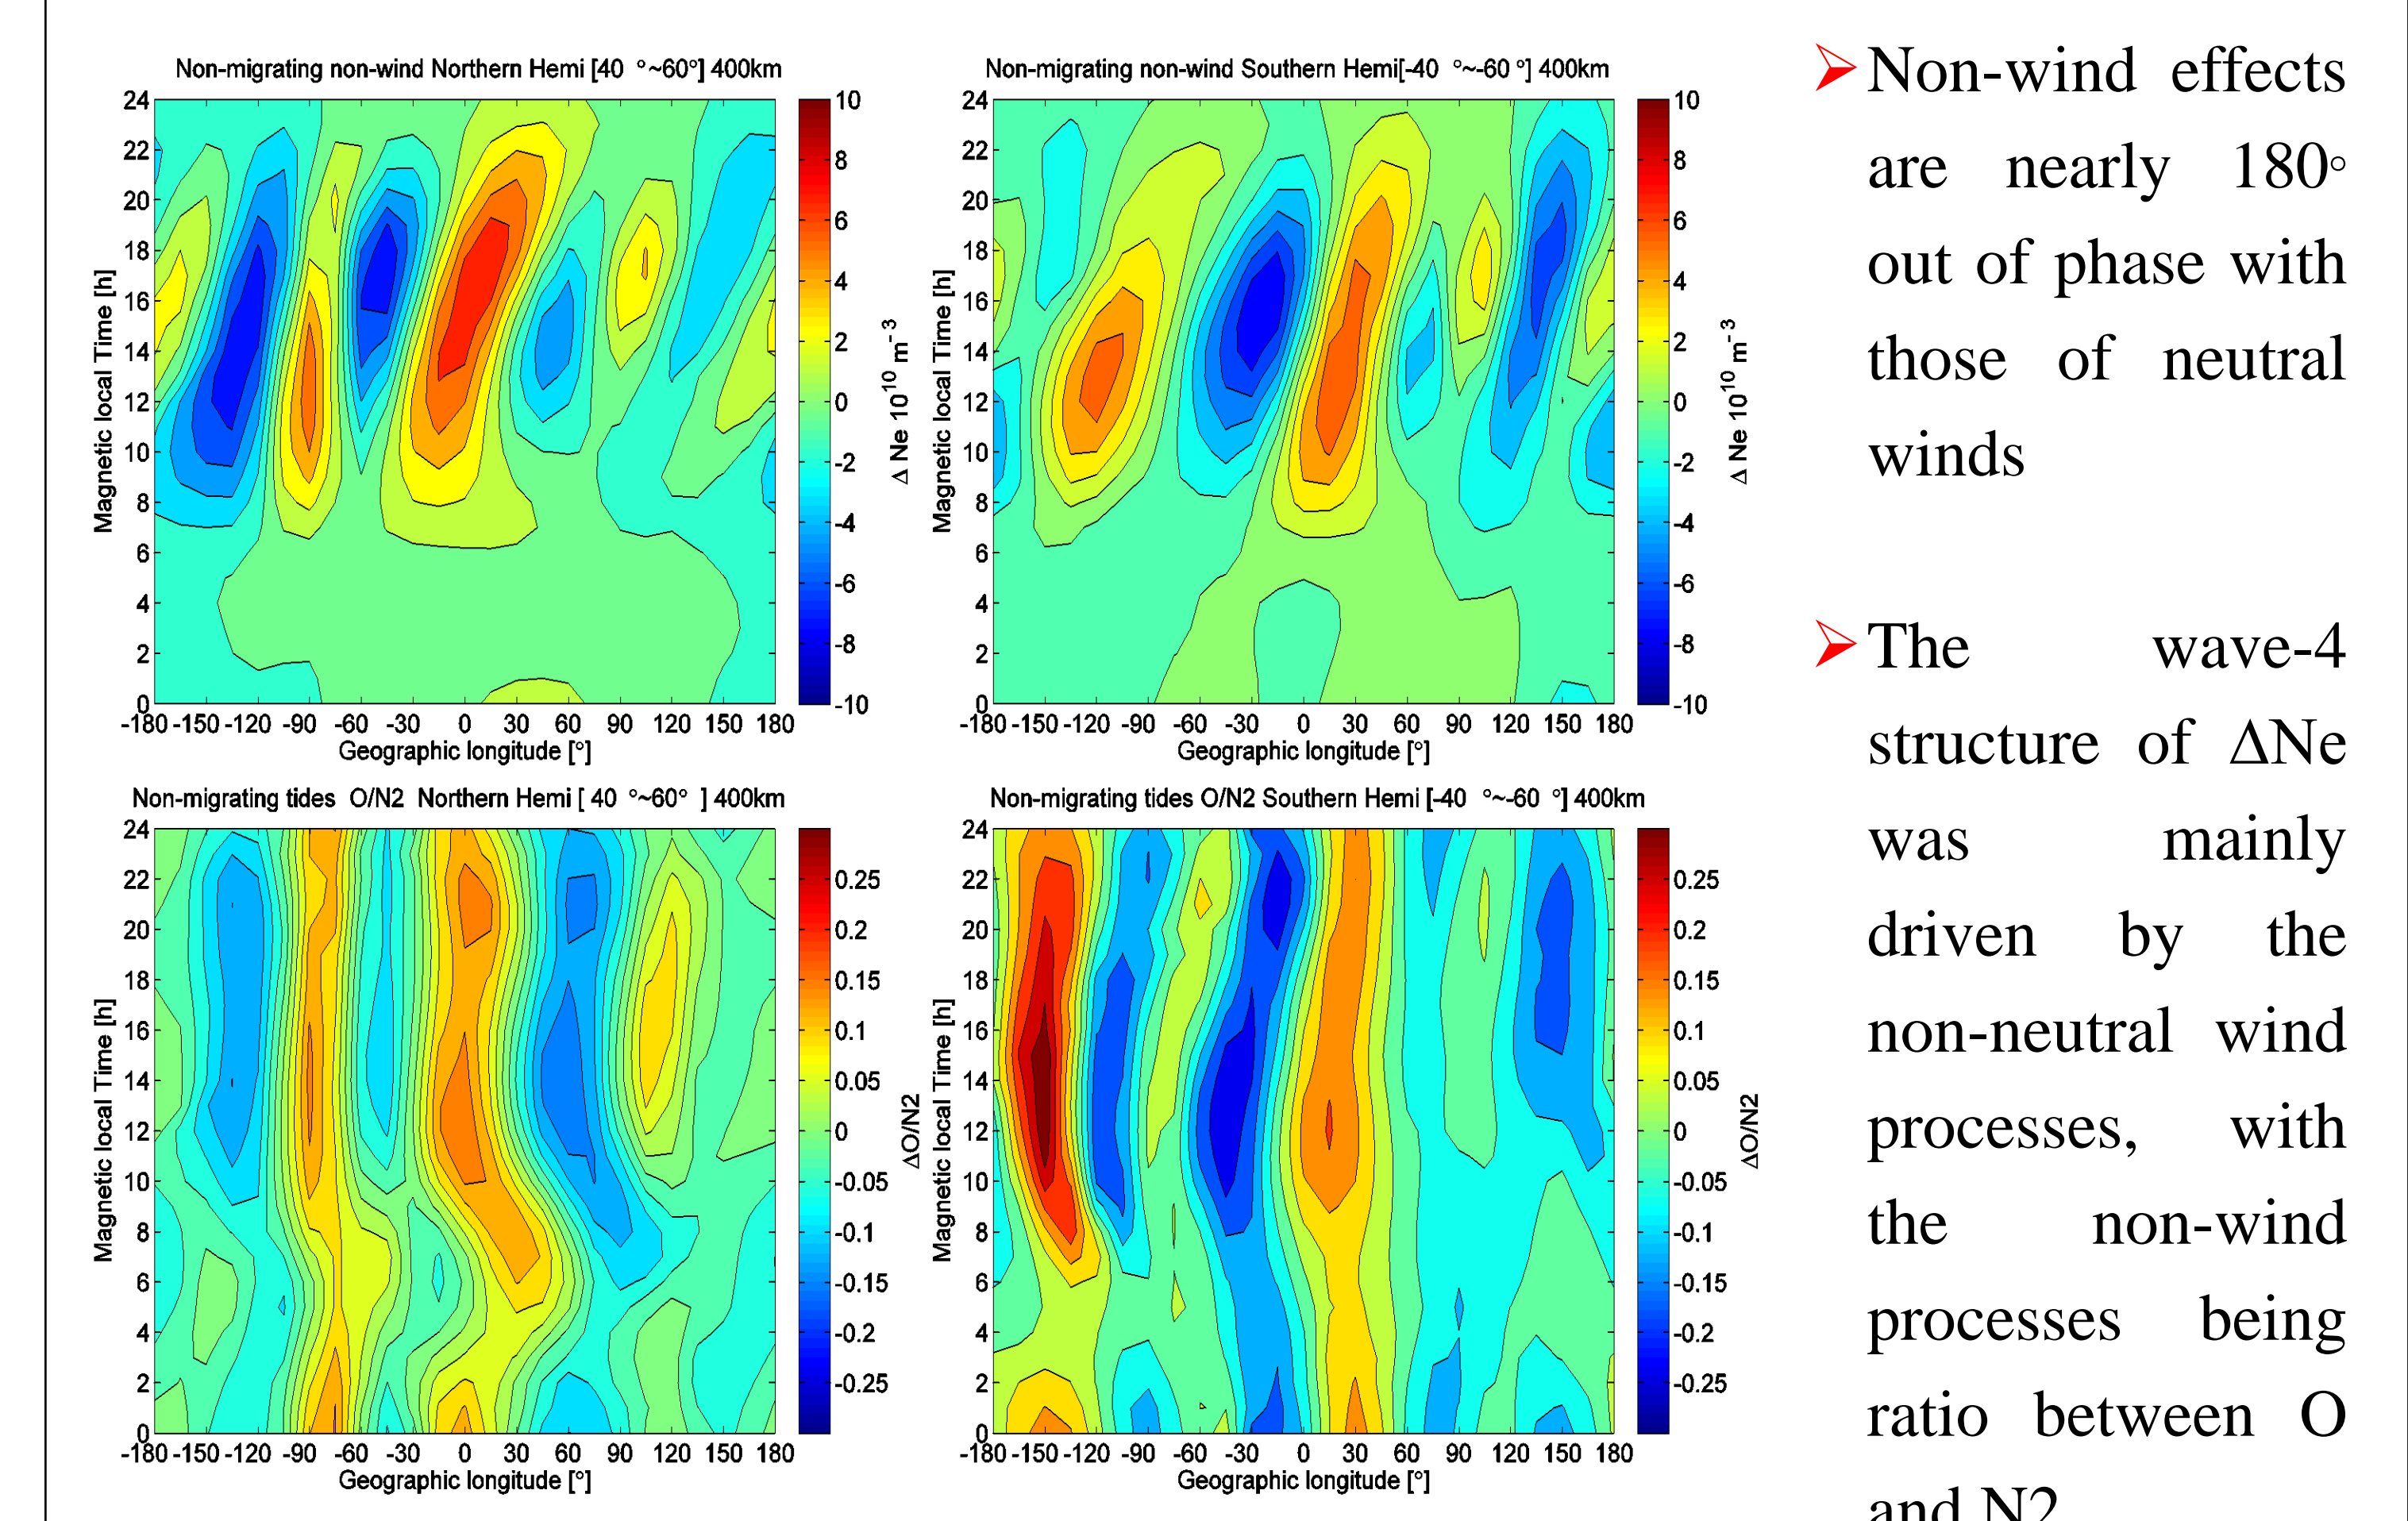 Non-migrating non-wind Northern Hemi [40 °~60°] 400km
24
22
20
18
16
14
12
10
8
6
4
2
0
Magnetic local Time [h]
-180 -150 -120 -90 -60 -30 0 30 60 90 120 150 180
Geographic longitude [°]
10
8
6
4
2
0
-2
-4
-6
-8
-10
Δ Ne 10^10 m^-3
Non-migrating non-wind Southern Hemi[-40 °~-60 °] 400km
24
22
20
18
16
14
12
10
8
6
4
2
0
Magnetic local Time [h]
-180 -150 -120 -90 -60 -30 0 30 60 90 120 150 180
Geographic longitude [°]
10
8
6
4
2
0
-2
-4
-6
-8
-10
Δ Ne 10^10 m^-3
Non-migrating tides O/N2 Northern Hemi [ 40 °~60° ] 400km
24
22
20
18
16
14
12
10
8
6
4
2
0
Magnetic local Time [h]
-180 -150 -120 -90 -60 -30 0 30 60 90 120 150 180
Geographic longitude [°]
0.25
0.2
0.15
0.1
0.05
0
-0.05
-0.1
-0.15
-0.2
-0.25
ΔO/N2
Non-migrating tides O/N2 Southern Hemi [-40 °~-60 °] 400km
24
22
20
18
16
14
12
10
8
6
4
2
0
Magnetic local Time [h]
-180 -150 -120 -90 -60 -30 0 30 60 90 120 150 180
Geographic longitude [°]
0.25
0.2
0.15
0.1
0.05
0
-0.05
-0.1
-0.15
-0.2
-0.25
ΔO/N2
Non-wind effects
are nearly 180°
out of phase with
those of neutral
winds
The wave-4
structure of ΔNe
was mainly
driven by the
non-neutral wind
processes, with
the non-wind
processes being
ratio between O
and N2